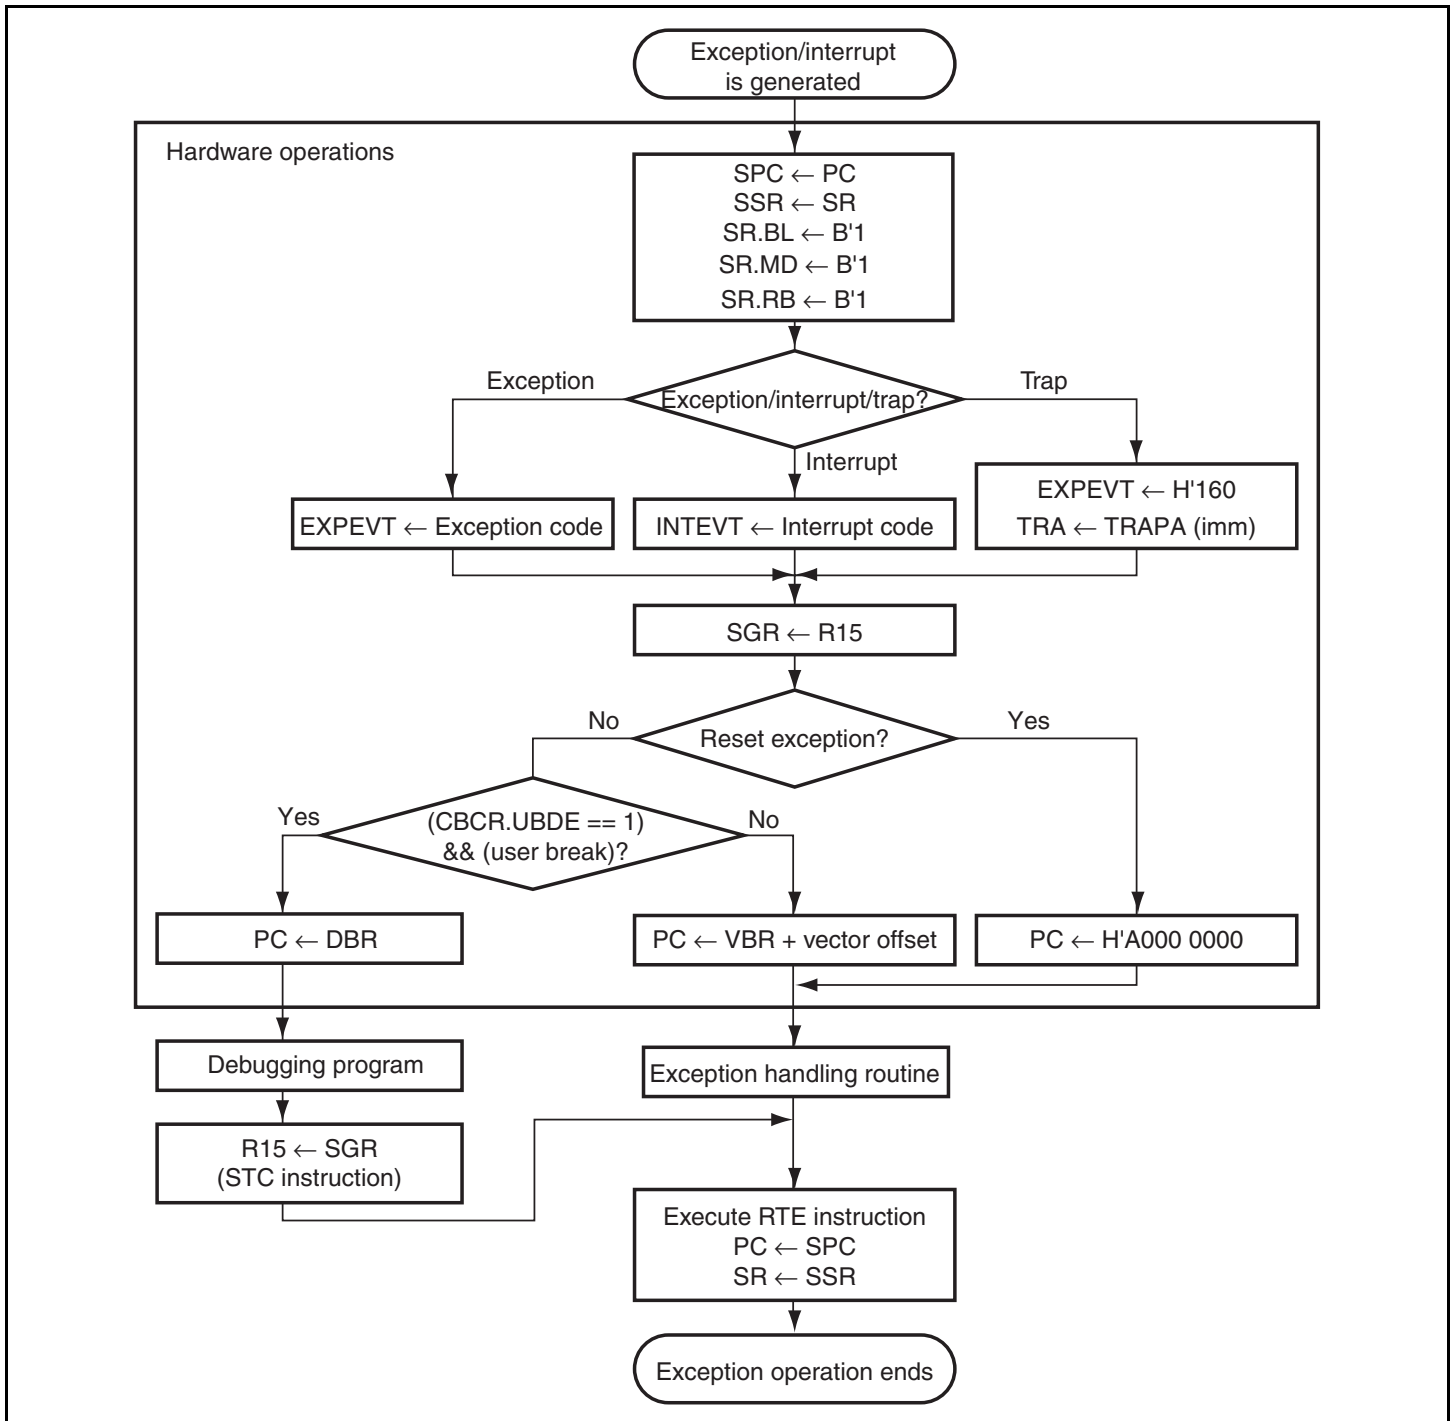 Exception/interrupt
is generated
Hardware operations
SPC ← PC
SSR ← SR
SR.BL ← B'1
SR.MD ← B'1
SR.RB ← B'1
Exception
Exception/interrupt/trap?
Trap
Interrupt
EXPEVT ← Exception code
INTEVT ← Interrupt code
EXPEVT ← H'160
TRA ← TRAPA (imm)
SGR ← R15
No
Reset exception?
Yes
Yes
(CBCR.UBDE == 1)
&& (user break)?
No
PC ← DBR
PC ← VBR + vector offset
PC ← H'A000 0000
Debugging program
Exception handling routine
R15 ← SGR
(STC instruction)
Execute RTE instruction
PC ← SPC
SR ← SSR
Exception operation ends